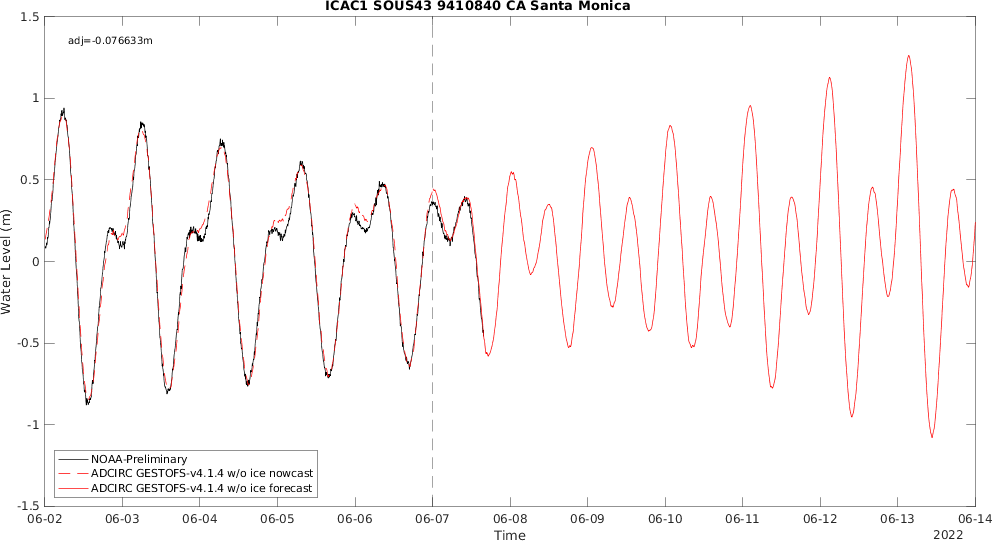 ICAC1 SOUS43 9410840 CA Santa Monica
adj=-0.076633m
1.5
1
0.5
0
-0.5
-1
-1.5
Water Level (m)
NOAA-Preliminary
ADCIRC GESTOFS-v4.1.4 w/o ice nowcast
ADCIRC GESTOFS-v4.1.4 w/o ice forecast
06-02 06-03 06-04 06-05 06-06 06-07 06-08 06-09 06-10 06-11 06-12 06-13 06-14
Time
2022